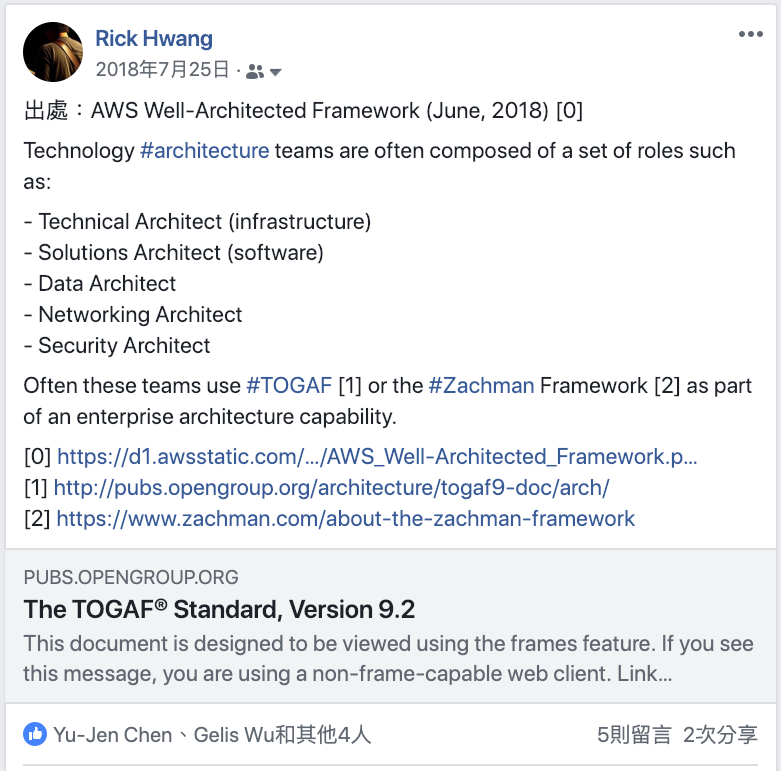 Rick Hwang
2018年7月25日 ·
出處：AWS Well-Architected Framework (June, 2018) [0]
Technology #architecture teams are often composed of a set of roles such
as:
- Technical Architect (infrastructure)
- Solutions Architect (software)
- Data Architect
- Networking Architect
- Security Architect
Often these teams use #TOGAF [1] or the #Zachman Framework [2] as part
of an enterprise architecture capability.
[0] https://d1.awsstatic.com/.../AWS_Well-Architected_Framework.p...
[1] http://pubs.opengroup.org/architecture/togaf9-doc/arch/
[2] https://www.zachman.com/about-the-zachman-framework
PUBS.OPENGROUP.ORG
The TOGAF® Standard, Version 9.2
This document is designed to be viewed using the frames feature. If you see
this message, you are using a non-frame-capable web client. Link...
Yu-Jen Chen、Gelis Wu和其他4人 5則留言 2次分享